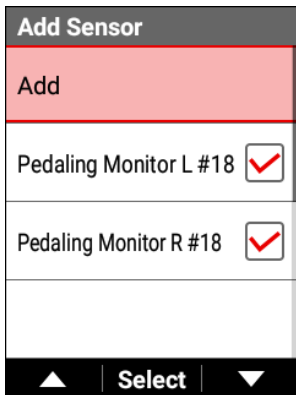 Add Sensor
Add
Pedaling Monitor L #18
Pedaling Monitor R #18
Select